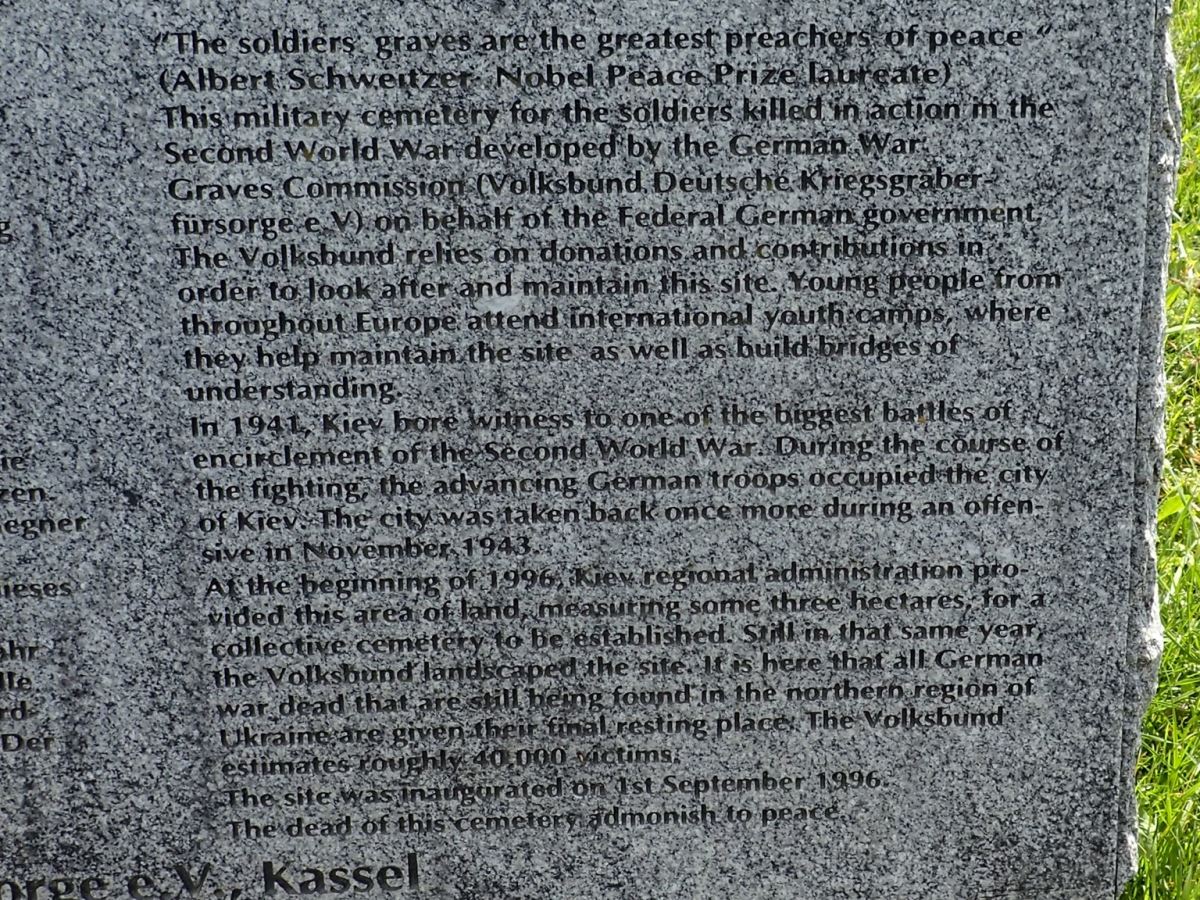 "The soldiers' graves are the greatest preachers of peace "
(Albert Schweitzer, Nobel Peace Prize laureate)
This military cemetery for the soldiers killed in action in the
Second World War developed by the German War
Graves Commission (Volksbund Deutsche Kriegsgräber-
fürsorge e.V) on behalf of the Federal German government.
The Volksbund relies on donations and contributions in
order to look after and maintain this site. Young people from
throughout Europe attend international youth camps, where
they help maintain the site as well as build bridges of
understanding.
In 1941, Kiev bore witness to one of the biggest battles of
encirclement of the Second World War. During the course of
the fighting, the advancing German troops occupied the city
of Kiev. The city was taken back once more during an offen-
sive in November 1943.
At the beginning of 1996, Kiev regional administration pro-
vided this area of land, measuring some three hectares, for a
collective cemetery to be established. Still in that same year,
the Volksbund landscaped the site. It is here that all German
war dead that are still being found in the northern region of
Ukraine are given their final resting place. The Volksbund
estimates roughly 40.000 victims.
The site was inaugurated on 1st September 1996.
The dead of this cemetery admonish to peace.
g
ie
zen.
egner
ieses
ohr
lle
rd-
Der
orge e.V., Kassel